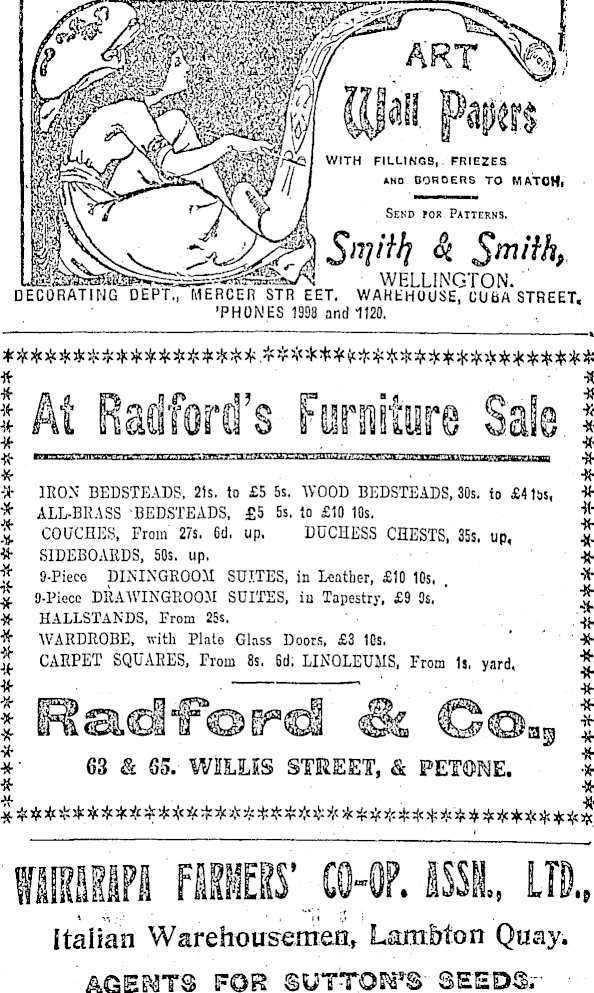 ART
Wall Papers
WITH FILLINGS, FRIEZES
AND BORDERS TO MATCH,
SEND FOR PATTERNS.
Smith & Smith,
WELLINGTON.
DECORATING DEPT., MERCER STREET. WAREHOUSE, CUBA STREET.
'PHONES 1998 and 1120.
At Radford's Furniture Sale
IRON BEDSTEADS, 21s. to £5 5s. WOOD BEDSTEADS, 30s. to £4 15s.
ALL-BRASS BEDSTEADS, £5 5s. to £10 10s.
COUCHES, From 27s. 6d. up. DUCHESS CHESTS, 35s. up.
SIDEBOARDS, 50s. up.
9-Piece DININGROOM SUITES, in Leather, £10 10s.
9-Piece DRAWINGROOM SUITES, in Tapestry, £9 9s.
HALLSTANDS, From 25s.
WARDROBE, with Plate Glass Doors, £3 10s.
CARPET SQUARES, From 8s. 6d. LINOLEUMS, From 1s. yard.
Radford & Co.,
63 & 65. WILLIS STREET, & PETONE.
WAIRARAPA FARMERS' CO-OP. ASSN., LTD.,
Italian Warehousemen, Lambton Quay.
AGENTS FOR SUTTON'S SEEDS.